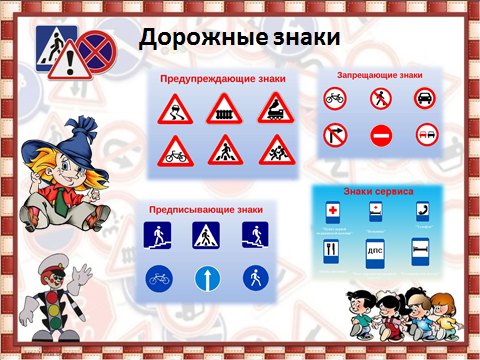 Дорожные знаки
Предупреждающие знаки
Запрещающие знаки
Предписывающие знаки
Знаки сервиса
ДПС